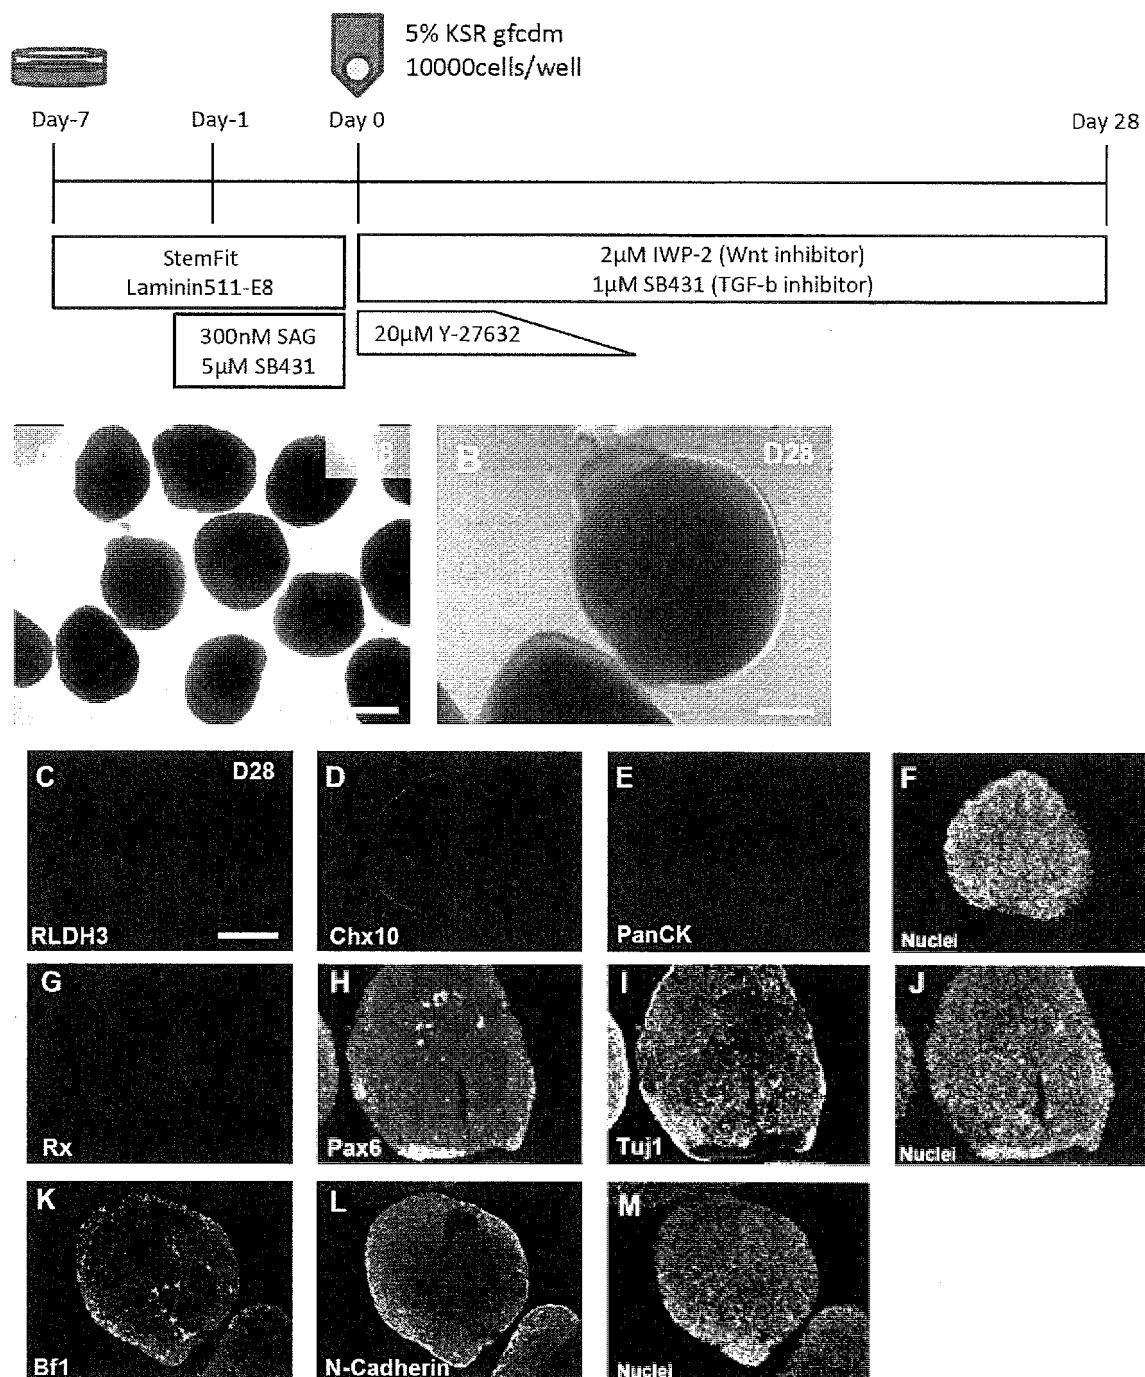 5% KSR gfcdm
10000cells/well
Day-7
Day-1
Day 0
Day 28
StemFit
Laminin511-E8
2μM IWP-2 (Wnt inhibitor)
1μM SB431 (TGF-b inhibitor)
300nM SAG
5μM SB431
20μM Y-27632
B
D28
C
D28
RLDH3
D
Chx10
E
PanCK
F
Nuclei
G
Rx
H
Pax6
I
Tuj1
J
Nuclei
K
Bf1
L
N-Cadherin
M
Nuclei